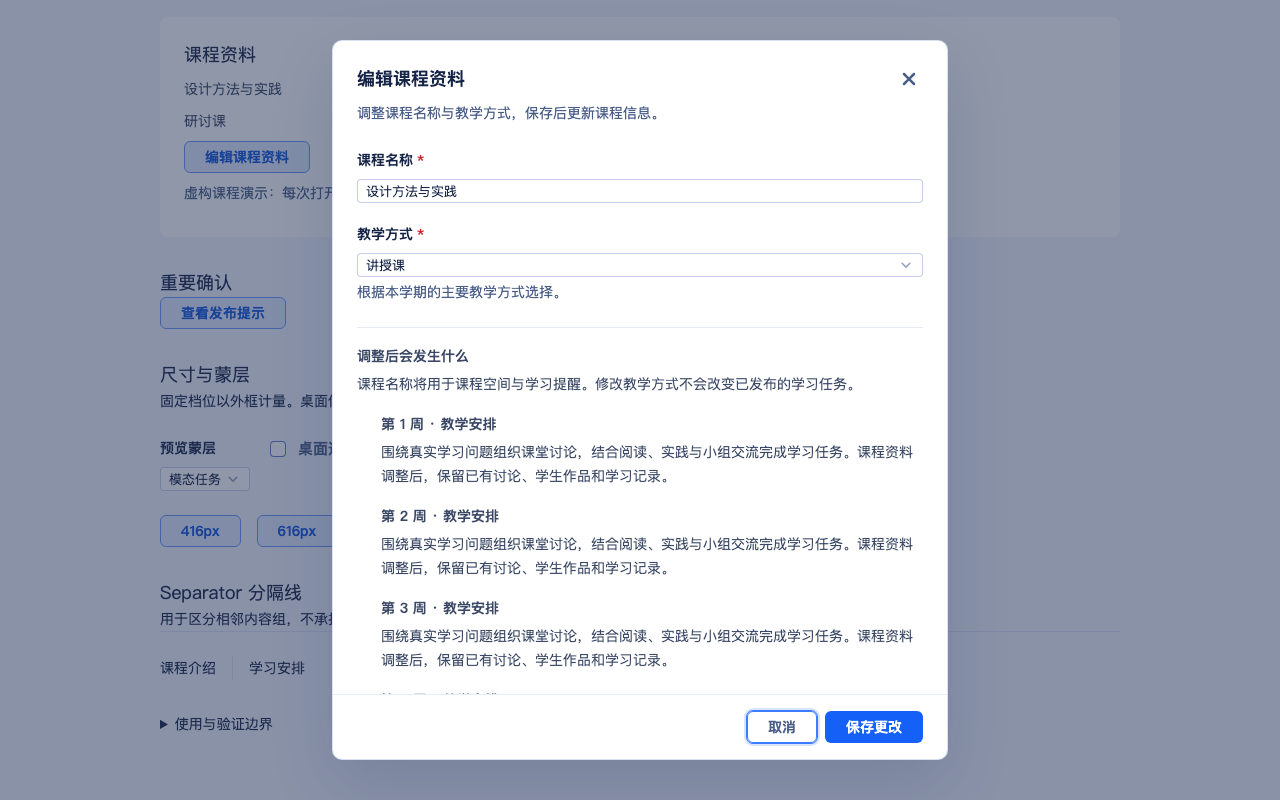 课程资料
设计方法与实践
研讨课
编辑课程资料
虚构课程演示：每次打开
重要确认
查看发布提示
尺寸与蒙层
固定档位以外框计量。桌面
预览蒙层
桌面
模态任务
416px
616px
Separator 分隔线
用于区分相邻内容组，不承
课程介绍
学习安排
▶ 使用与验证边界
编辑课程资料
调整课程名称与教学方式，保存后更新课程信息。
课程名称 *
设计方法与实践
教学方式 *
讲授课
根据本学期的主要教学方式选择。
调整后会发生什么
课程名称将用于课程空间与学习提醒。修改教学方式不会改变已发布的学习任务。
第 1 周 · 教学安排
围绕真实学习问题组织课堂讨论，结合阅读、实践与小组交流完成学习任务。课程资料
调整后，保留已有讨论、学生作品和学习记录。
第 2 周 · 教学安排
围绕真实学习问题组织课堂讨论，结合阅读、实践与小组交流完成学习任务。课程资料
调整后，保留已有讨论、学生作品和学习记录。
第 3 周 · 教学安排
围绕真实学习问题组织课堂讨论，结合阅读、实践与小组交流完成学习任务。课程资料
调整后，保留已有讨论、学生作品和学习记录。
取消
保存更改